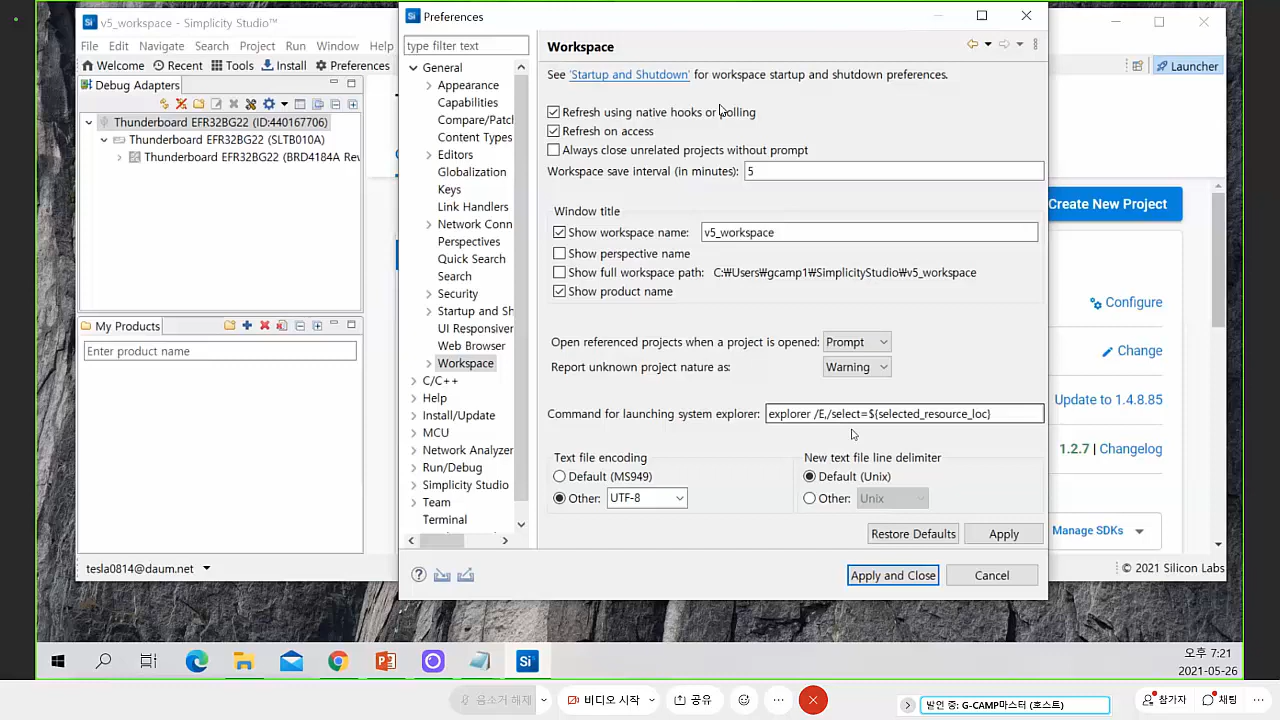 v5_workspace - Simplicity Studio™
File Edit Navigate Search Project Run Window Help
Welcome Recent Tools Install Preferences
Launcher
Debug Adapters
Thunderboard EFR32BG22 (ID:440167706)
Thunderboard EFR32BG22 (SLTB010A)
Thunderboard EFR32BG22 (BRD4184A Rev
My Products
Enter product name
tesla0814@daum.net
Preferences
type filter text
General
Appearance
Capabilities
Compare/Patch
Content Types
Editors
Globalization
Keys
Link Handlers
Network Conn
Perspectives
Quick Search
Search
Security
Startup and Sh
UI Responsiver
Web Browser
Workspace
C/C++
Help
Install/Update
MCU
Network Analyzer
Run/Debug
Simplicity Studio
Team
Terminal
Workspace
See 'Startup and Shutdown' for workspace startup and shutdown preferences.
Refresh using native hooks or polling
Refresh on access
Always close unrelated projects without prompt
Workspace save interval (in minutes): 5
Window title
Show workspace name: v5_workspace
Show perspective name
Show full workspace path: C:₩Users₩gcamp1₩SimplicityStudio₩v5_workspace
Show product name
Open referenced projects when a project is opened: Prompt
Report unknown project nature as: Warning
Command for launching system explorer: explorer /E,/select=${selected_resource_loc}
Text file encoding
Default (MS949)
Other: UTF-8
New text file line delimiter
Default (Unix)
Other: Unix
Restore Defaults Apply
Apply and Close Cancel
Create New Project
Configure
Change
Update to 1.4.8.85
1.2.7 | Changelog
Manage SDKs
© 2021 Silicon Labs
Si
오후 7:21
2021-05-26
음소거 해제 비디오 시작 공유
발언 중: G-CAMP마스터 (호스트)
참가자 채팅